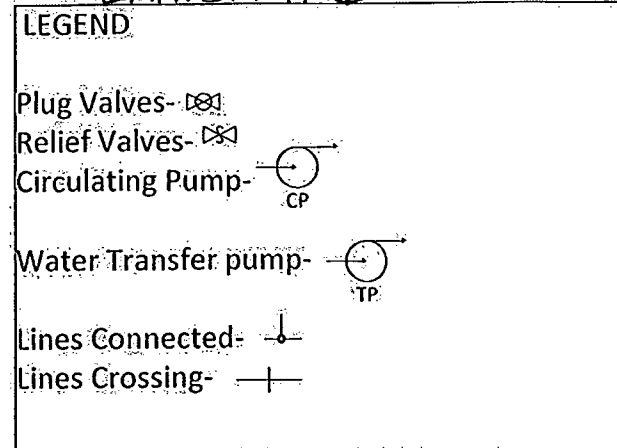 LEGEND
Plug Valves-
Relief Valves-
Circulating Pump-
CP
Water Transfer pump-
TP
Lines Connected-
Lines Crossing-